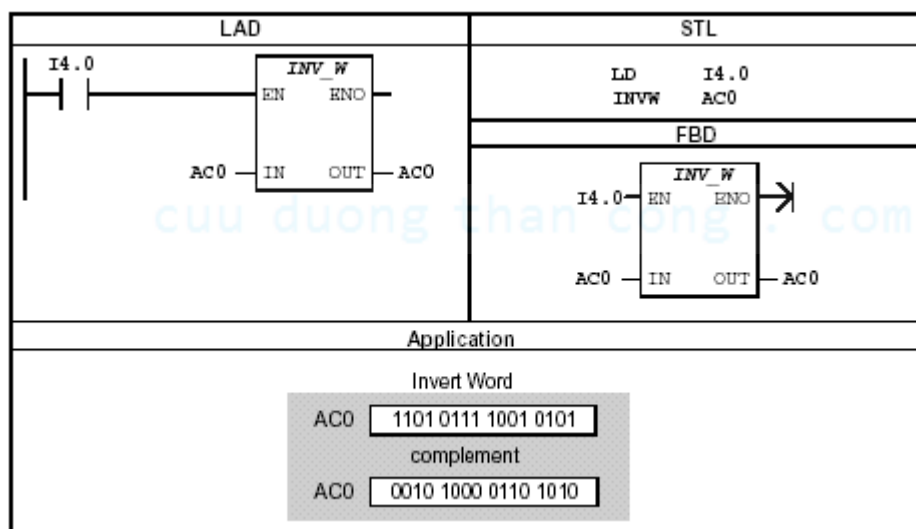 LAD
I4.0
INV_W
EN ENO
AC0 IN OUT AC0
STL
LD I4.0
INVW AC0
FBD
INV_W
I4.0 EN ENO
AC0 IN OUT AC0
cuu duong than cong . com
Application
Invert Word
AC0 1101 0111 1001 0101
complement
AC0 0010 1000 0110 1010